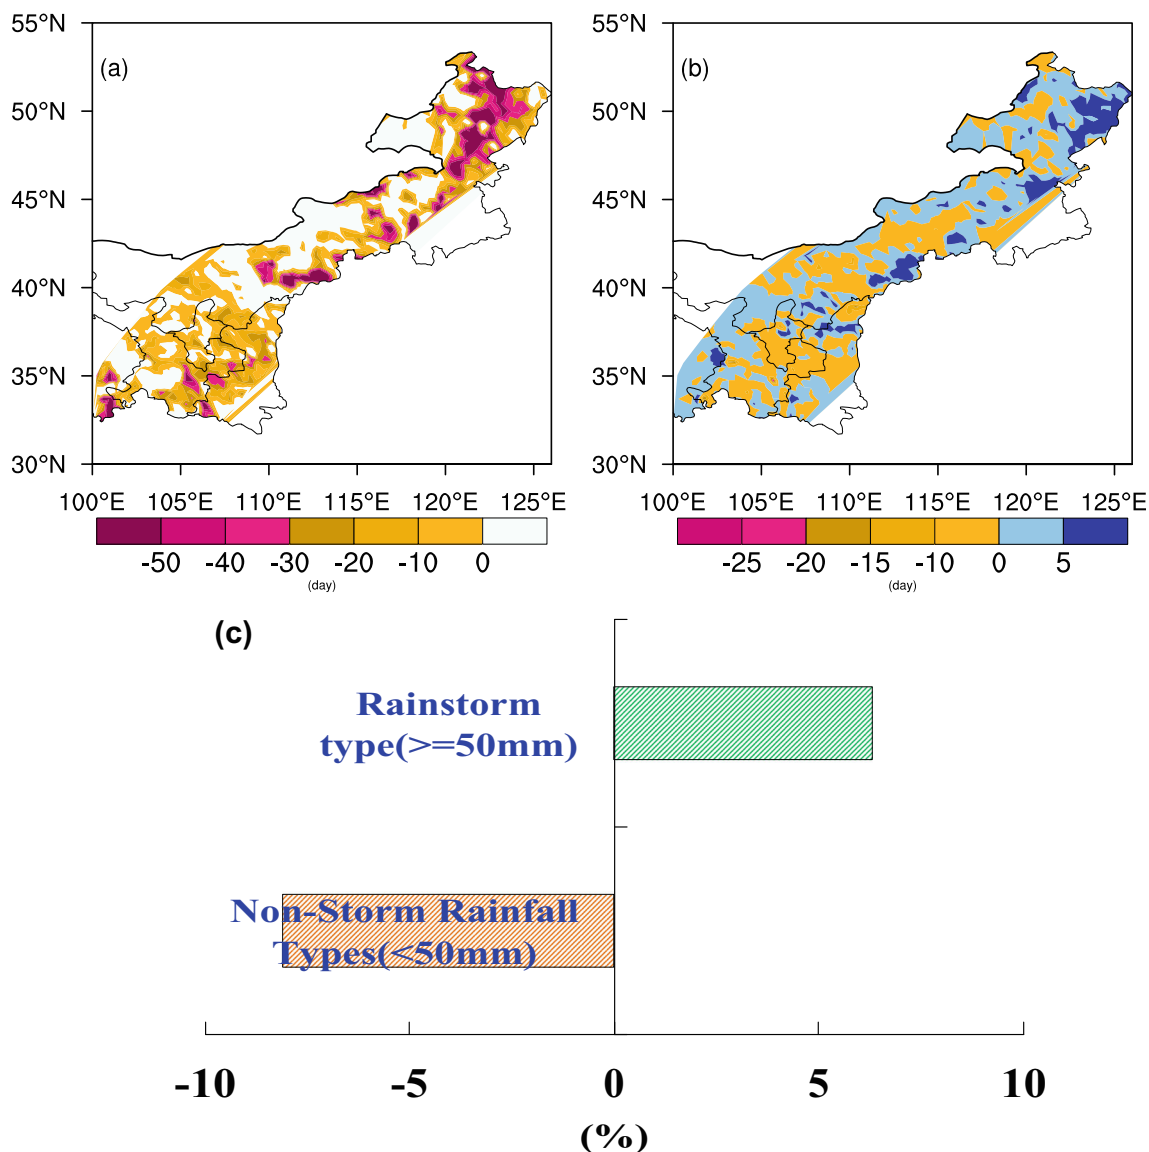 55°N
50°N
45°N
40°N
35°N
30°N
(a)
100°E 105°E 110°E 115°E 120°E 125°E
-50 -40 -30 -20 -10 0
(day)
55°N
50°N
45°N
40°N
35°N
30°N
(b)
100°E 105°E 110°E 115°E 120°E 125°E
-25 -20 -15 -10 0 5
(day)
(c)
Rainstorm
type(>=50mm)
Non-Storm Rainfall
Types(<50mm)
-10 -5 0 5 10
(%)